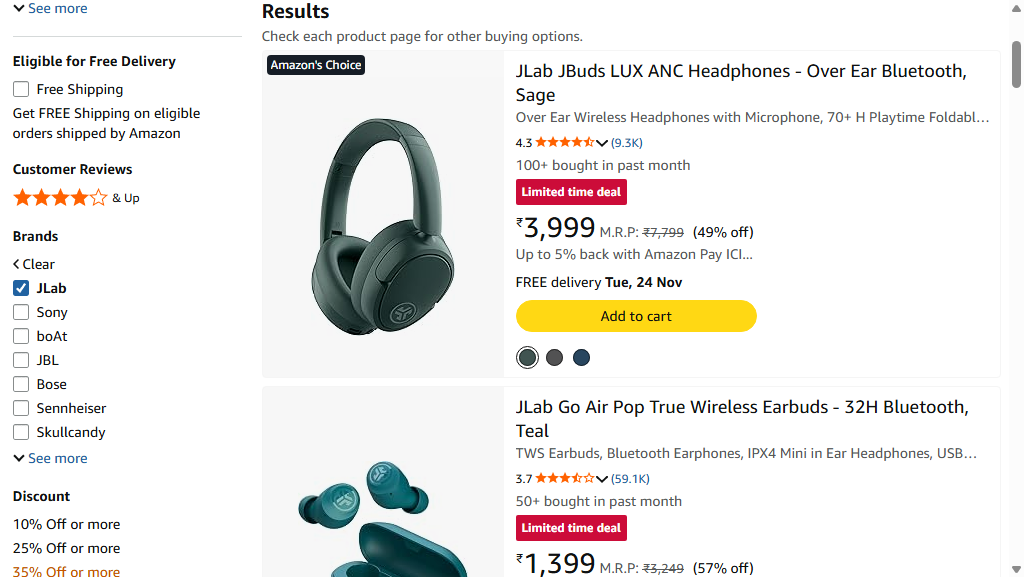 See more
Eligible for Free Delivery
Free Shipping
Get FREE Shipping on eligible
orders shipped by Amazon
Customer Reviews
& Up
Brands
Clear
JLab
Sony
boAt
JBL
Bose
Sennheiser
Skullcandy
See more
Discount
10% Off or more
25% Off or more
35% Off or more
Results
Check each product page for other buying options.
Amazon's Choice
JLab JBuds LUX ANC Headphones - Over Ear Bluetooth,
Sage
Over Ear Wireless Headphones with Microphone, 70+ H Playtime Foldabl…
4.3 (9.3K)
100+ bought in past month
Limited time deal
₹3,999 M.R.P: ₹7,799 (49% off)
Up to 5% back with Amazon Pay ICI…
FREE delivery Tue, 24 Nov
Add to cart
JLab Go Air Pop True Wireless Earbuds - 32H Bluetooth,
Teal
TWS Earbuds, Bluetooth Earphones, IPX4 Mini in Ear Headphones, USB…
3.7 (59.1K)
50+ bought in past month
Limited time deal
₹1,399 M.R.P: ₹3,249 (57% off)